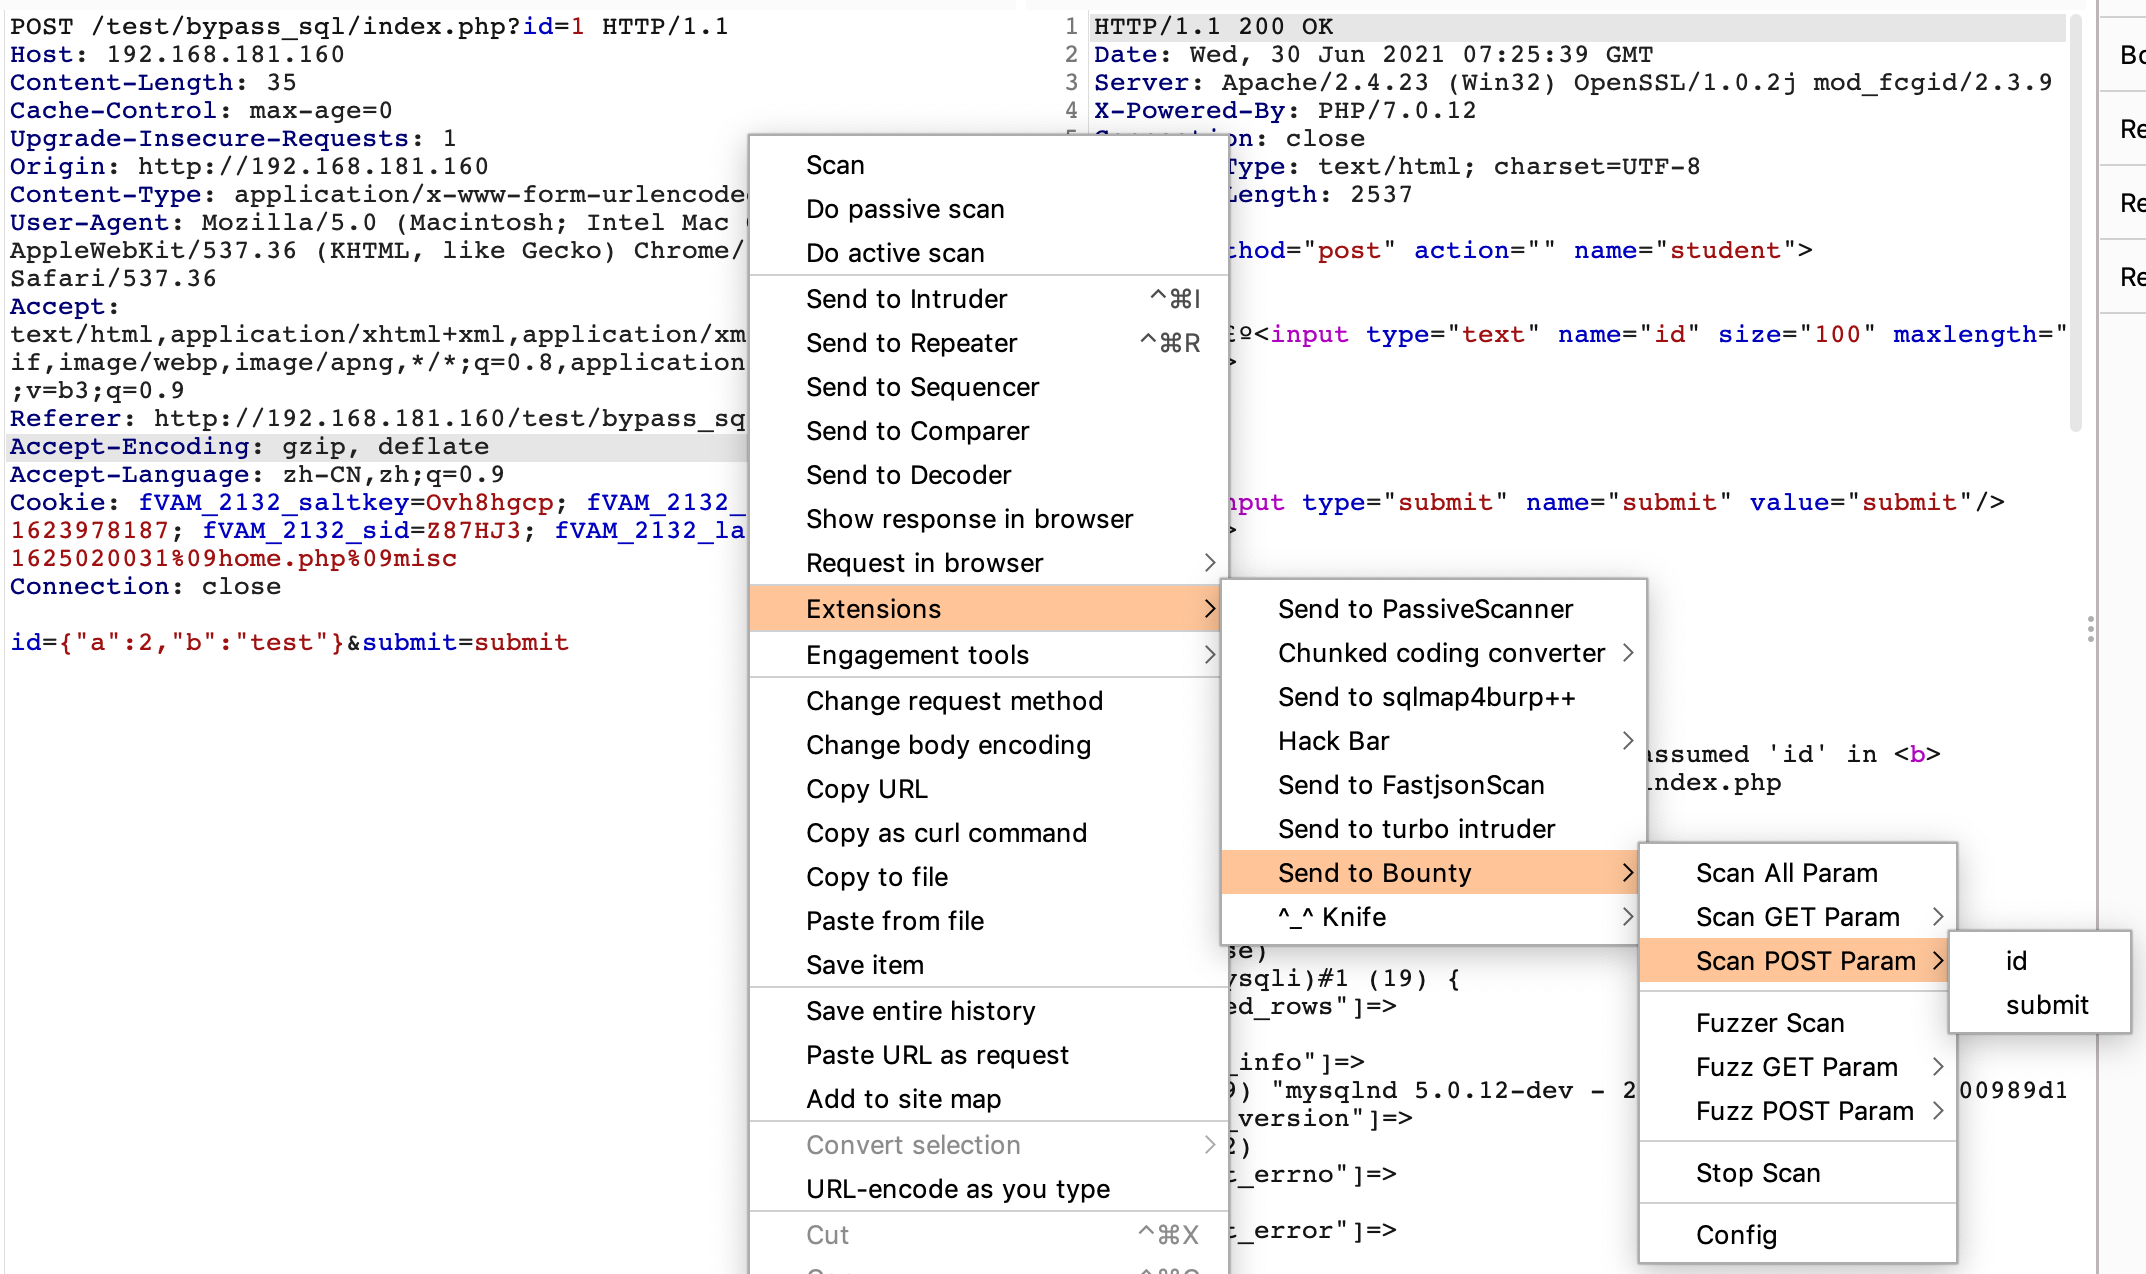 POST /test/bypass_sql/index.php?id=1 HTTP/1.1
Host: 192.168.181.160
Content-Length: 35
Cache-Control: max-age=0
Upgrade-Insecure-Requests: 1
Origin: http://192.168.181.160
Content-Type: application/x-www-form-urlencode
User-Agent: Mozilla/5.0 (Macintosh; Intel Mac
AppleWebKit/537.36 (KHTML, like Gecko) Chrome/
Safari/537.36
Accept:
text/html,application/xhtml+xml,application/xm
if,image/webp,image/apng,*/*;q=0.8,application
;v=b3;q=0.9
Referer: http://192.168.181.160/test/bypass_sq
Accept-Encoding: gzip, deflate
Accept-Language: zh-CN,zh;q=0.9
Cookie: fVAM_2132_saltkey=Ovh8hgcp; fVAM_2132_
1623978187; fVAM_2132_sid=Z87HJ3; fVAM_2132_la
1625020031%09home.php%09misc
Connection: close
id={"a":2,"b":"test"}&submit=submit
1 HTTP/1.1 200 OK
2 Date: Wed, 30 Jun 2021 07:25:39 GMT
3 Server: Apache/2.4.23 (Win32) OpenSSL/1.0.2j mod_fcgid/2.3.9
4 X-Powered-By: PHP/7.0.12
n: close
Type: text/html; charset=UTF-8
Length: 2537
thod="post" action="" name="student">
º<input type="text" name="id" size="100" maxlength="
>
nput type="submit" name="submit" value="submit"/>
>
assumed 'id' in <b>
index.php
se)
ysqli)#1 (19) {
ed_rows"]=>
_info"]=>
) "mysqlnd 5.0.12-dev - 2
00989d1
_version"]=>
2)
t_errno"]=>
t_error"]=>
Scan
Do passive scan
Do active scan
Send to Intruder ^⌘I
Send to Repeater ^⌘R
Send to Sequencer
Send to Comparer
Send to Decoder
Show response in browser
Request in browser >
Extensions >
Engagement tools >
Change request method
Change body encoding
Copy URL
Copy as curl command
Copy to file
Paste from file
Save item
Save entire history
Paste URL as request
Add to site map
Convert selection >
URL-encode as you type
Cut ^⌘X
Send to PassiveScanner
Chunked coding converter >
Send to sqlmap4burp++
Hack Bar >
Send to FastjsonScan
Send to turbo intruder
Send to Bounty >
^_^ Knife >
Scan All Param
Scan GET Param >
Scan POST Param >
Fuzzer Scan
Fuzz GET Param >
Fuzz POST Param >
Stop Scan
Config
id
submit
Re
Re
Re